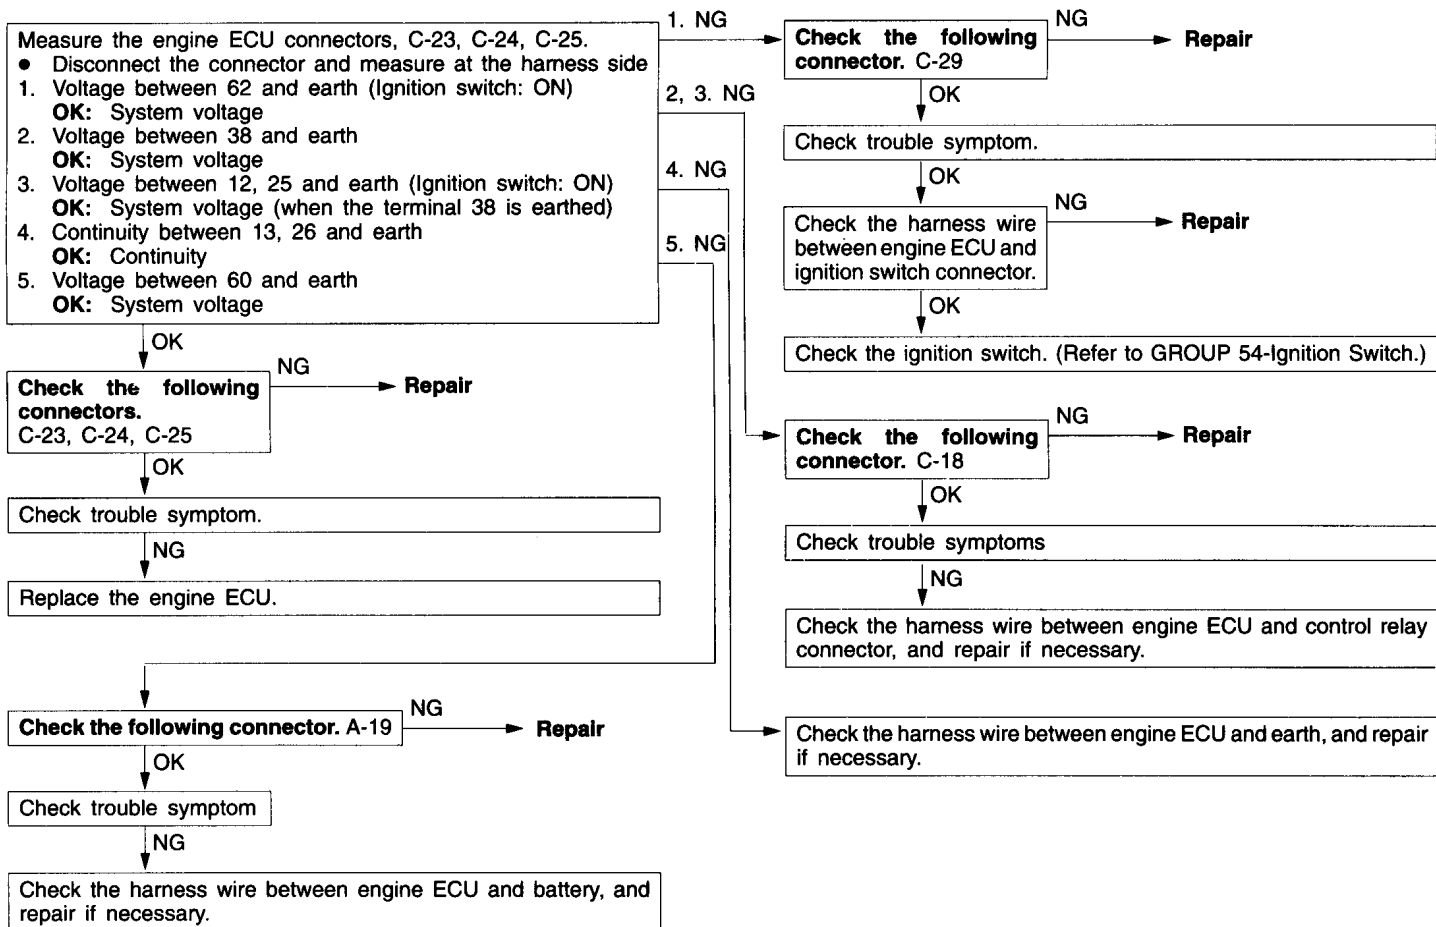 Measure the engine ECU connectors, C-23, C-24, C-25.
● Disconnect the connector and measure at the harness side
1. Voltage between 62 and earth (Ignition switch: ON)
OK: System voltage
2. Voltage between 38 and earth
OK: System voltage
3. Voltage between 12, 25 and earth (Ignition switch: ON)
OK: System voltage (when the terminal 38 is earthed)
4. Continuity between 13, 26 and earth
OK: Continuity
5. Voltage between 60 and earth
OK: System voltage
1. NG
2, 3. NG
4. NG
5. NG
OK
Check the following
connectors.
C-23, C-24, C-25
NG
Repair
OK
Check trouble symptom.
NG
Replace the engine ECU.
Check the following connector. A-19
NG
Repair
OK
Check trouble symptom
NG
Check the harness wire between engine ECU and battery, and
repair if necessary.
Check the following
connector. C-29
NG
Repair
OK
Check trouble symptom.
OK
Check the harness wire
between engine ECU and
ignition switch connector.
NG
Repair
OK
Check the ignition switch. (Refer to GROUP 54-Ignition Switch.)
Check the following
connector. C-18
NG
Repair
OK
Check trouble symptoms
NG
Check the harness wire between engine ECU and control relay
connector, and repair if necessary.
Check the harness wire between engine ECU and earth, and repair
if necessary.